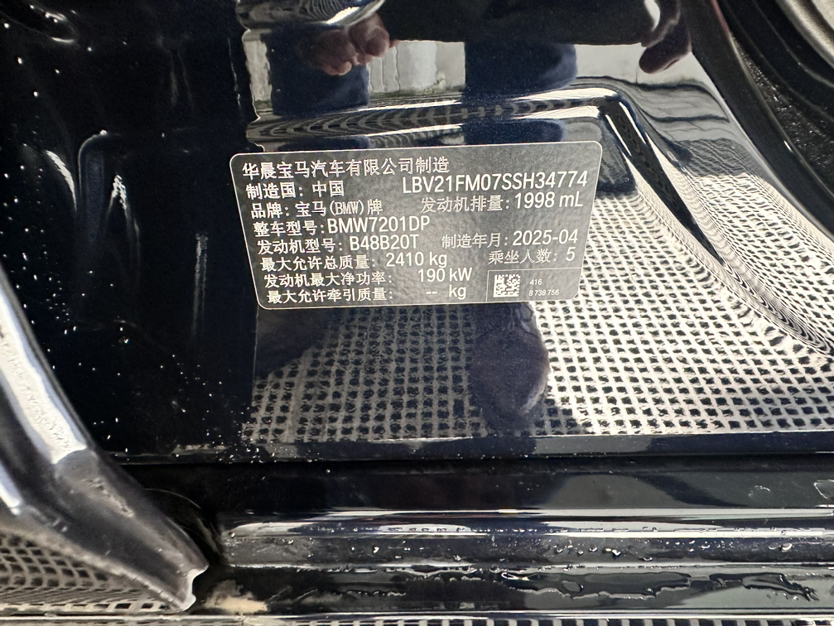 华晨宝马汽车有限公司制造
制造国: 中国 LBV21FM07SSH34774
品牌: 宝马(BMW)牌 发动机排量: 1998 mL
整车型号: BMW7201DP
发动机型号: B48B20T 制造年月: 2025-04
最大允许总质量: 2410 kg 乘坐人数: 5
发动机最大净功率: 190 kW
最大允许牵引质量: -- kg
416
8 738 756